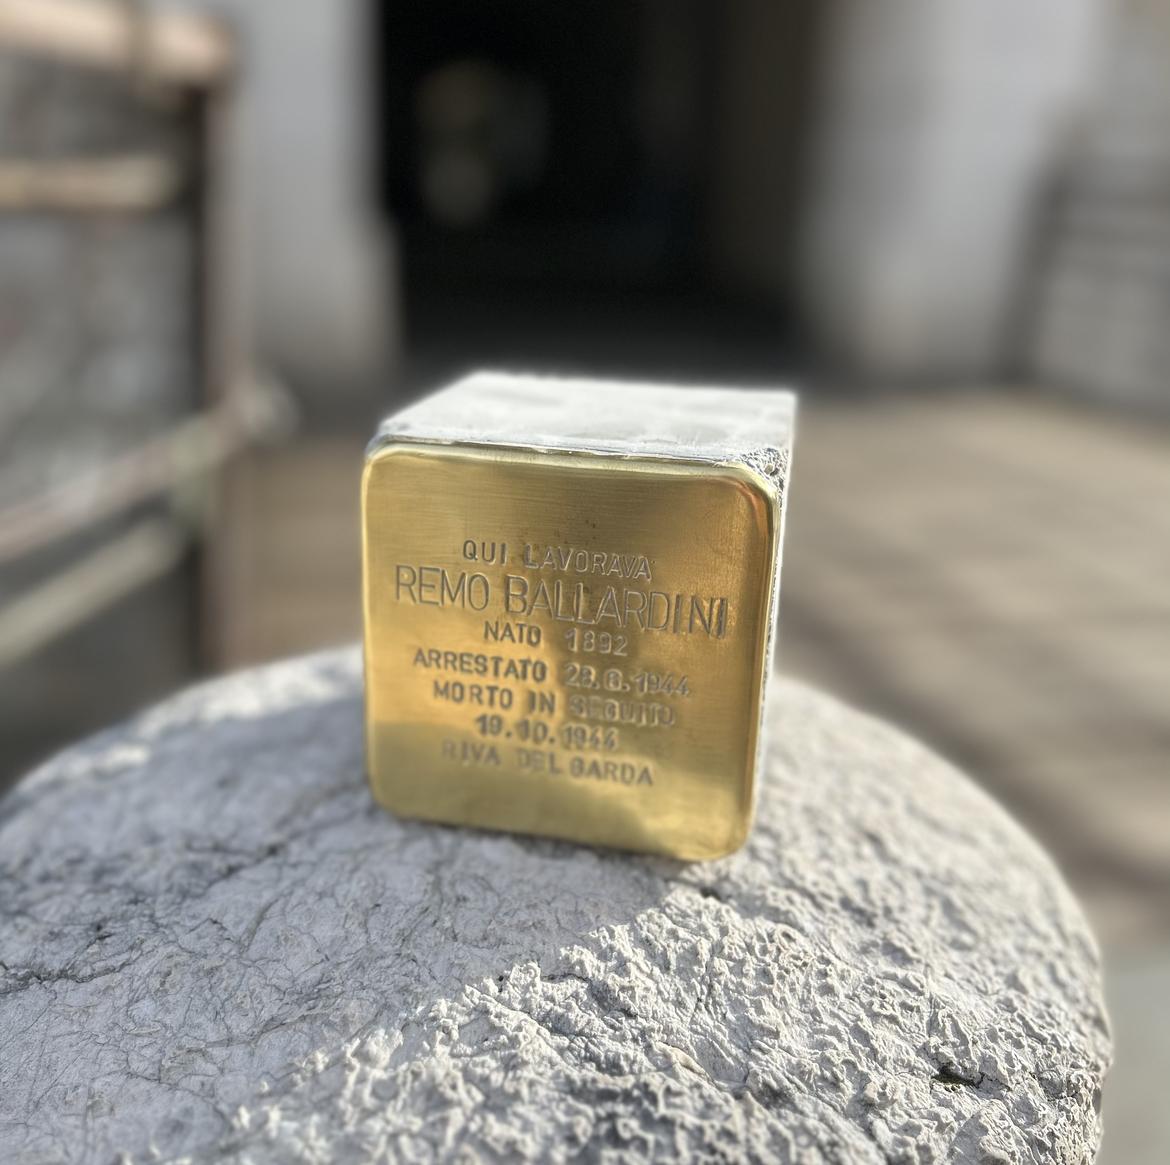 QUI LAVORAVA
REMO BALLARDINI
NATO 1892
ARRESTATO 28.6.1944
MORTO IN SEGUITO
19.10.1944
RIVA DEL GARDA